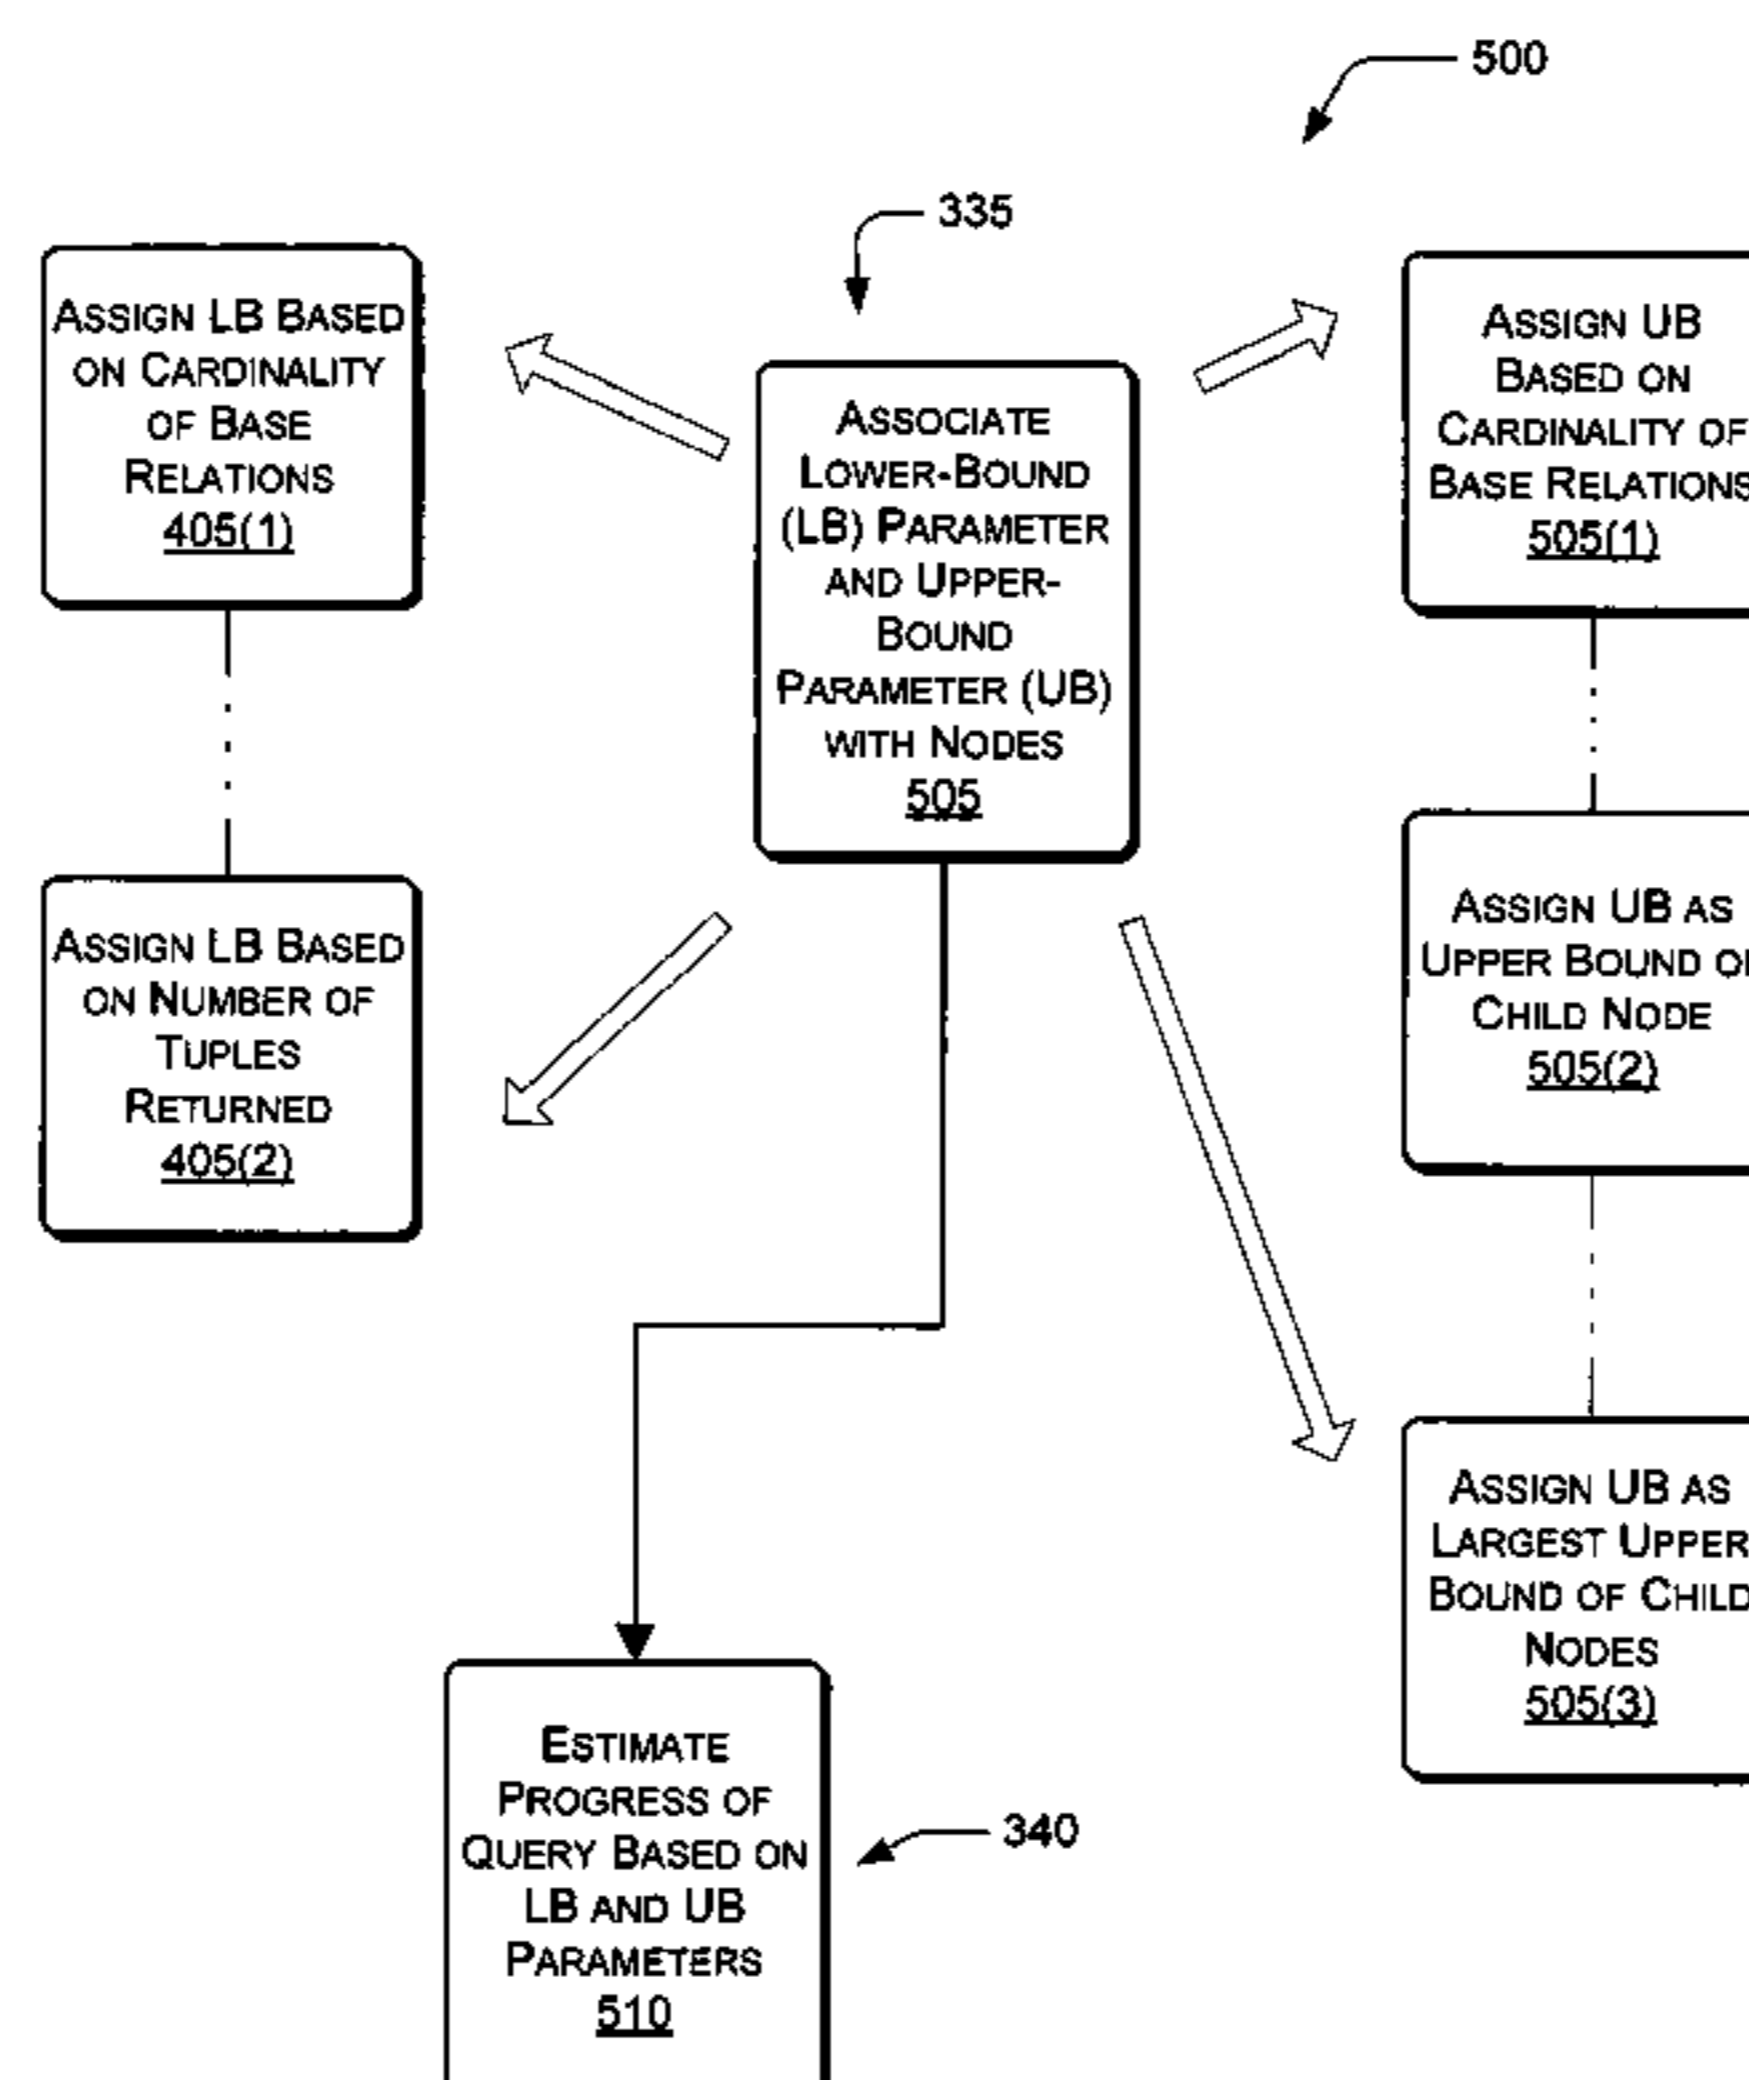 500
335
ASSIGN LB BASED
ON CARDINALITY
OF BASE
RELATIONS
405(1)
ASSOCIATE
LOWER-BOUND
(LB) PARAMETER
AND UPPER-
BOUND
PARAMETER (UB)
WITH NODES
505
ASSIGN UB
BASED ON
CARDINALITY OF
BASE RELATIONS
505(1)
ASSIGN LB BASED
ON NUMBER OF
TUPLES
RETURNED
405(2)
ASSIGN UB AS
UPPER BOUND OF
CHILD NODE
505(2)
ASSIGN UB AS
LARGEST UPPER
BOUND OF CHILD
NODES
505(3)
ESTIMATE
PROGRESS OF
QUERY BASED ON
LB AND UB
PARAMETERS
510
340